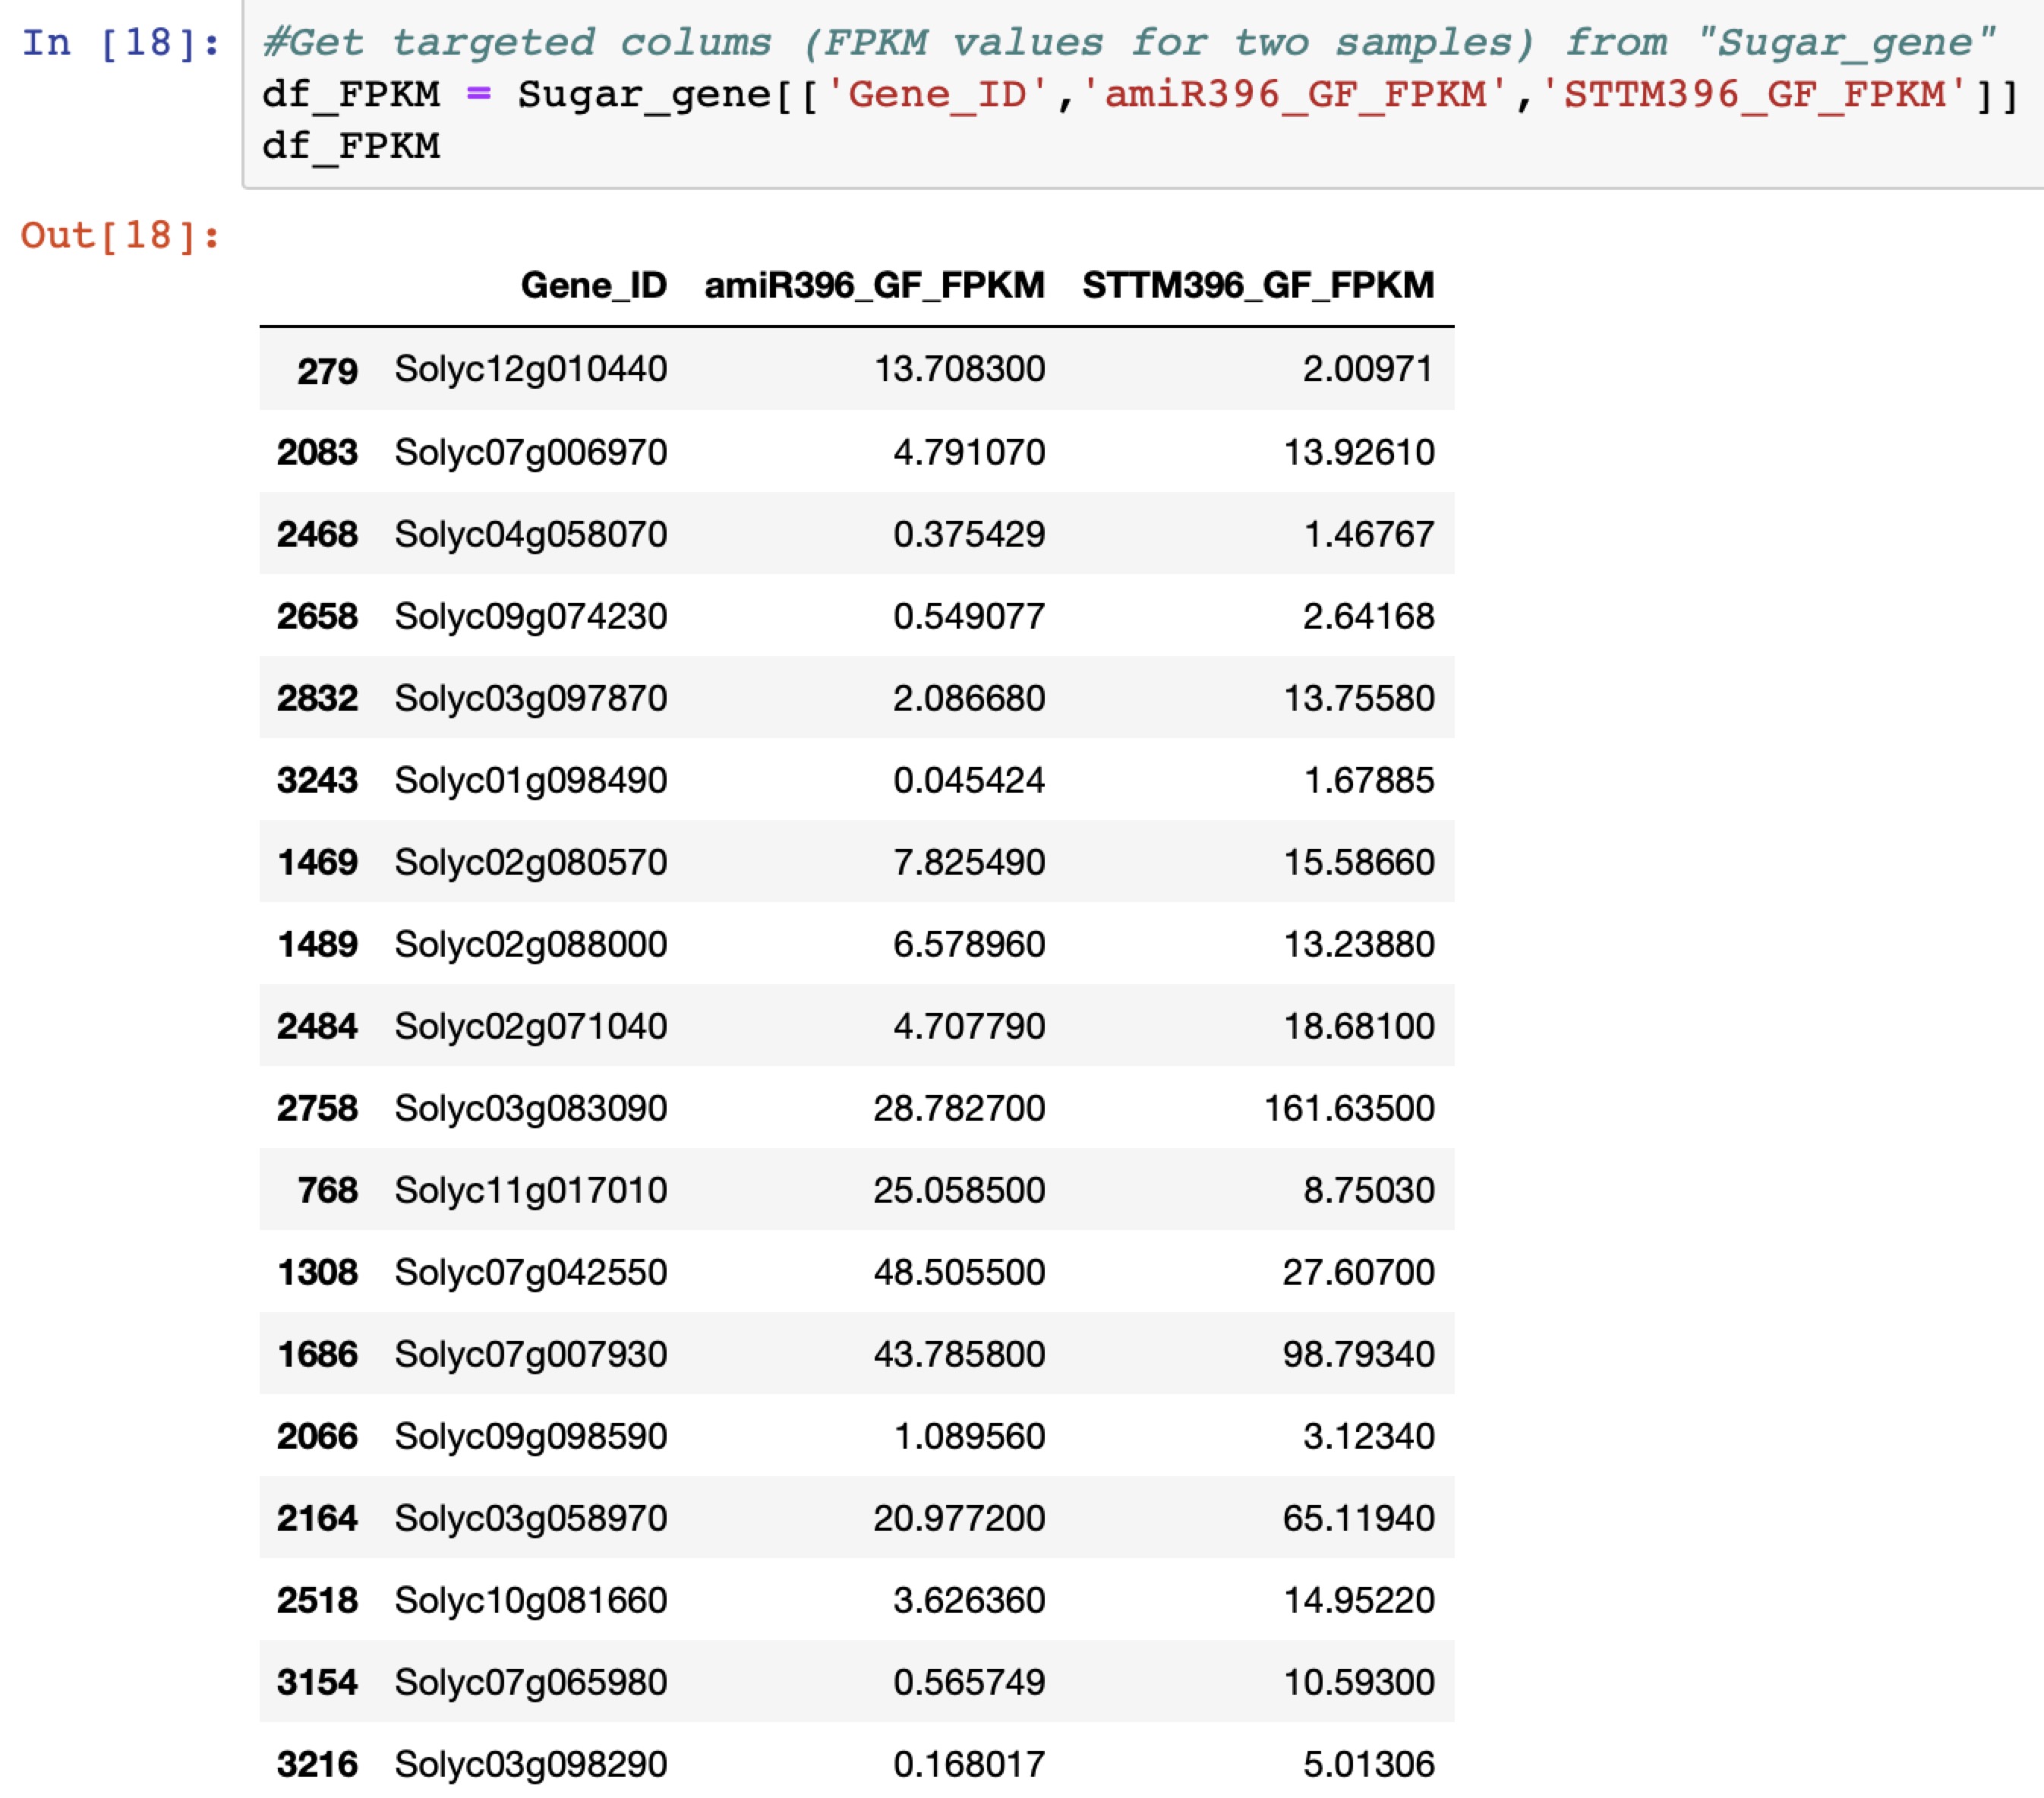 In [18]: #Get targeted colums (FPKM values for two samples) from "Sugar_gene"
df_FPKM = Sugar_gene[['Gene_ID','amiR396_GF_FPKM','STTM396_GF_FPKM']]
df_FPKM
Out[18]:
Gene_ID amiR396_GF_FPKM STTM396_GF_FPKM
279 Solyc12g010440 13.708300 2.00971
2083 Solyc07g006970 4.791070 13.92610
2468 Solyc04g058070 0.375429 1.46767
2658 Solyc09g074230 0.549077 2.64168
2832 Solyc03g097870 2.086680 13.75580
3243 Solyc01g098490 0.045424 1.67885
1469 Solyc02g080570 7.825490 15.58660
1489 Solyc02g088000 6.578960 13.23880
2484 Solyc02g071040 4.707790 18.68100
2758 Solyc03g083090 28.782700 161.63500
768 Solyc11g017010 25.058500 8.75030
1308 Solyc07g042550 48.505500 27.60700
1686 Solyc07g007930 43.785800 98.79340
2066 Solyc09g098590 1.089560 3.12340
2164 Solyc03g058970 20.977200 65.11940
2518 Solyc10g081660 3.626360 14.95220
3154 Solyc07g065980 0.565749 10.59300
3216 Solyc03g098290 0.168017 5.01306